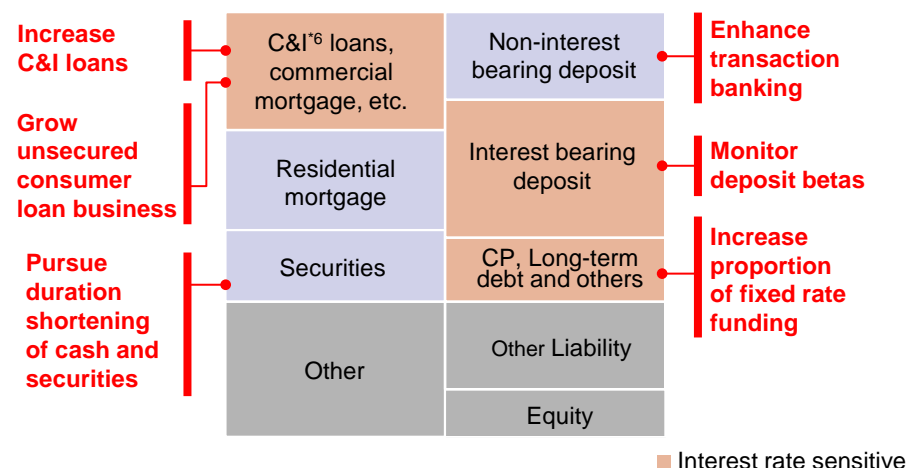 Increase
C&I loans
Grow
unsecured
consumer
loan business
Pursue
duration
shortening
of cash and
securities
C&I*6 loans,
commercial
mortgage, etc.
Residential
mortgage
Securities
Other
Non-interest
bearing deposit
Interest bearing
deposit
CP, Long-term
debt and others
Other Liability
Equity
Enhance
transaction
banking
Monitor
deposit betas
Increase
proportion
of fixed rate
funding
Interest rate sensitive